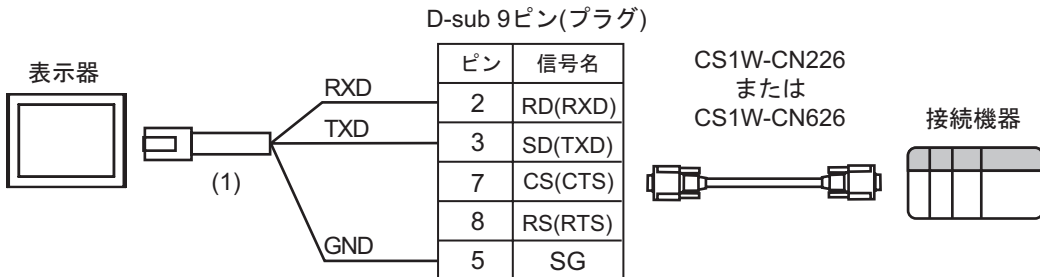 D-sub 9ピン(プラグ)
表示器
RXD
TXD
GND
(1)
ピン 信号名
2 RD(RXD)
3 SD(TXD)
7 CS(CTS)
8 RS(RTS)
5 SG
CS1W-CN226
または
CS1W-CN626
接続機器